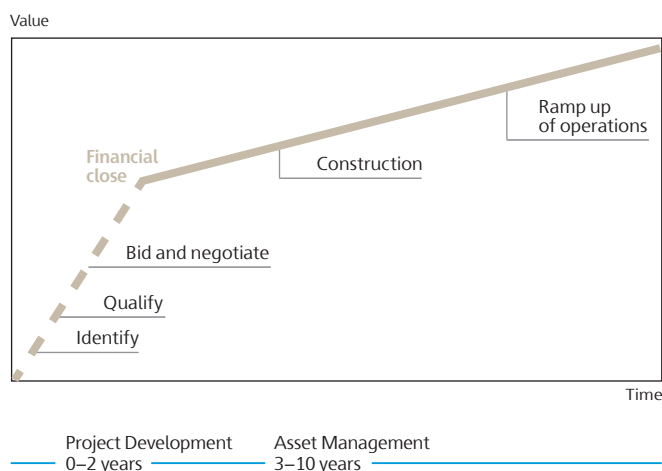 Value
Ramp up
of operations
Financial
close
Construction
Bid and negotiate
Qualify
Identify
Time
Project Development
0–2 years
Asset Management
3–10 years